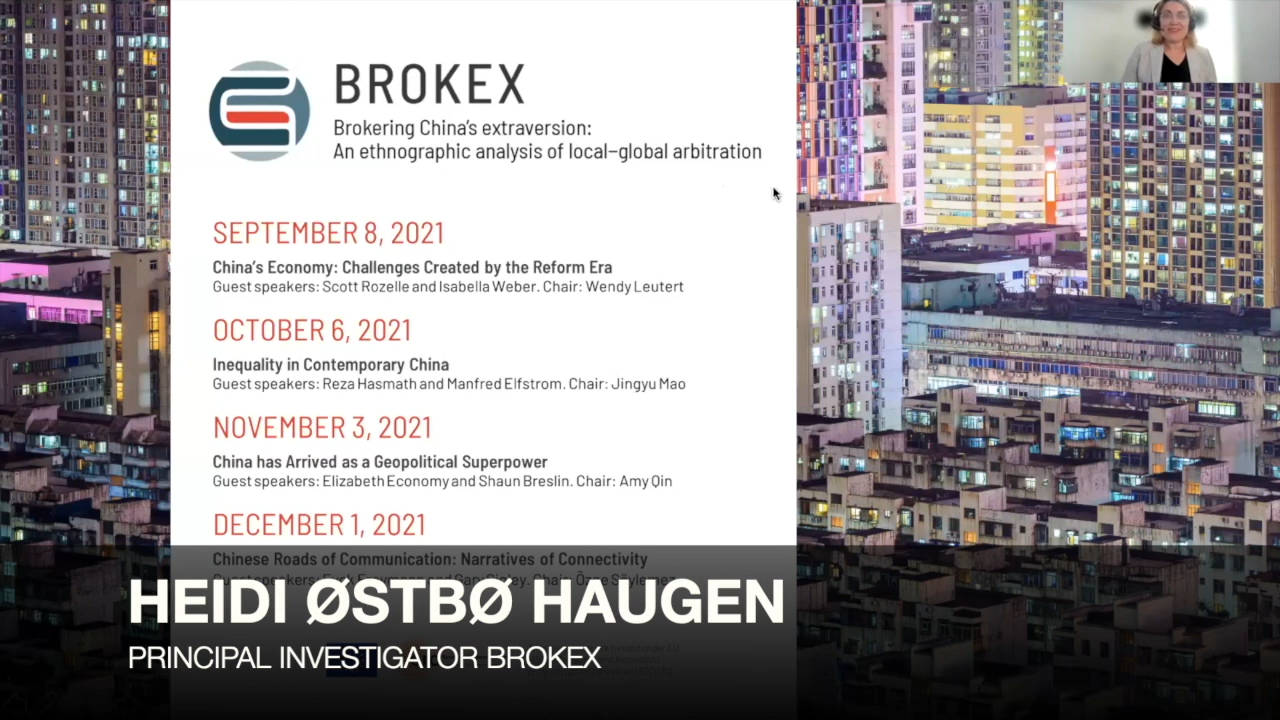 BROKEX
Brokering China's extraversion:
An ethnographic analysis of local–global arbitration
SEPTEMBER 8, 2021
China's Economy: Challenges Created by the Reform Era
Guest speakers: Scott Rozelle and Isabella Weber. Chair: Wendy Leutert
OCTOBER 6, 2021
Inequality in Contemporary China
Guest speakers: Reza Hasmath and Manfred Elfstrom. Chair: Jingyu Mao
NOVEMBER 3, 2021
China has Arrived as a Geopolitical Superpower
Guest speakers: Elizabeth Economy and Shaun Breslin. Chair: Amy Qin
DECEMBER 1, 2021
Chinese Roads of Communication: Narratives of Connectivity
HEIDI ØSTBØ HAUGEN
PRINCIPAL INVESTIGATOR BROKEX